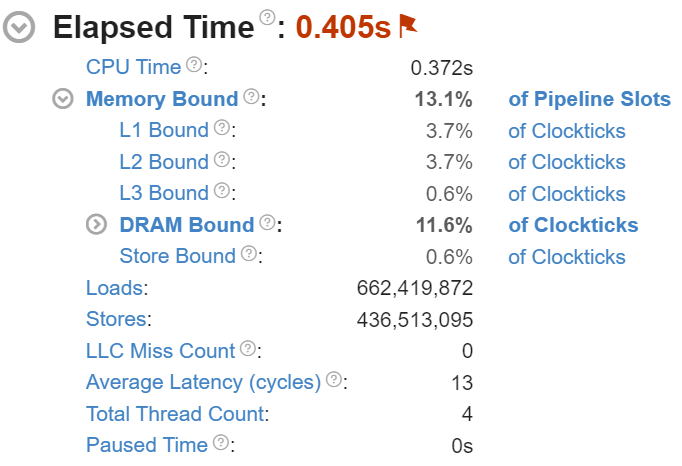 Elapsed Time ?: 0.405s
CPU Time ?: 0.372s
Memory Bound ?: 13.1% of Pipeline Slots
L1 Bound ?: 3.7% of Clockticks
L2 Bound ?: 3.7% of Clockticks
L3 Bound ?: 0.6% of Clockticks
DRAM Bound ?: 11.6% of Clockticks
Store Bound ?: 0.6% of Clockticks
Loads: 662,419,872
Stores: 436,513,095
LLC Miss Count ?: 0
Average Latency (cycles) ?: 13
Total Thread Count: 4
Paused Time ?: 0s